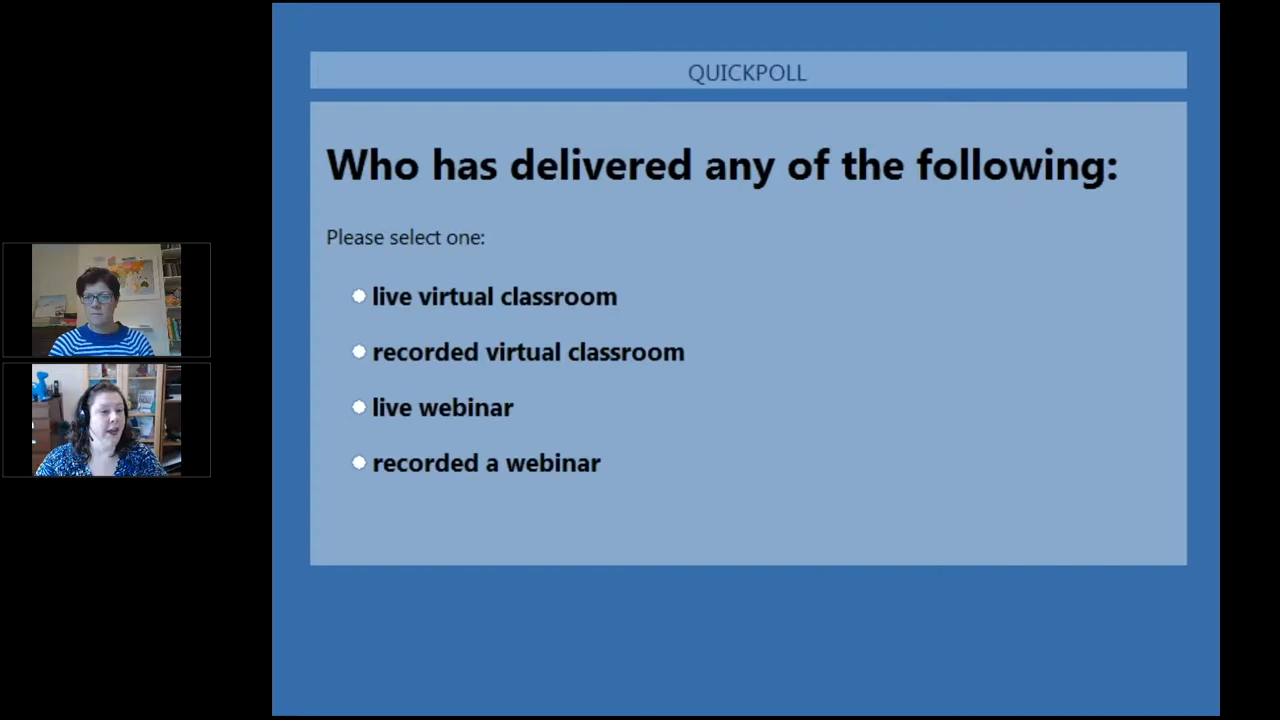 QUICKPOLL
Who has delivered any of the following:
Please select one:
live virtual classroom
recorded virtual classroom
live webinar
recorded a webinar